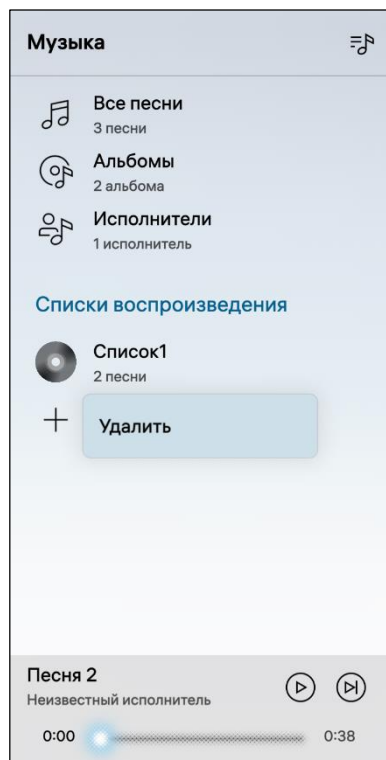 Музыка
Все песни
3 песни
Альбомы
2 альбома
Исполнители
1 исполнитель
Списки воспроизведения
Список1
2 песни
Удалить
Песня 2
Неизвестный исполнитель
0:00
0:38